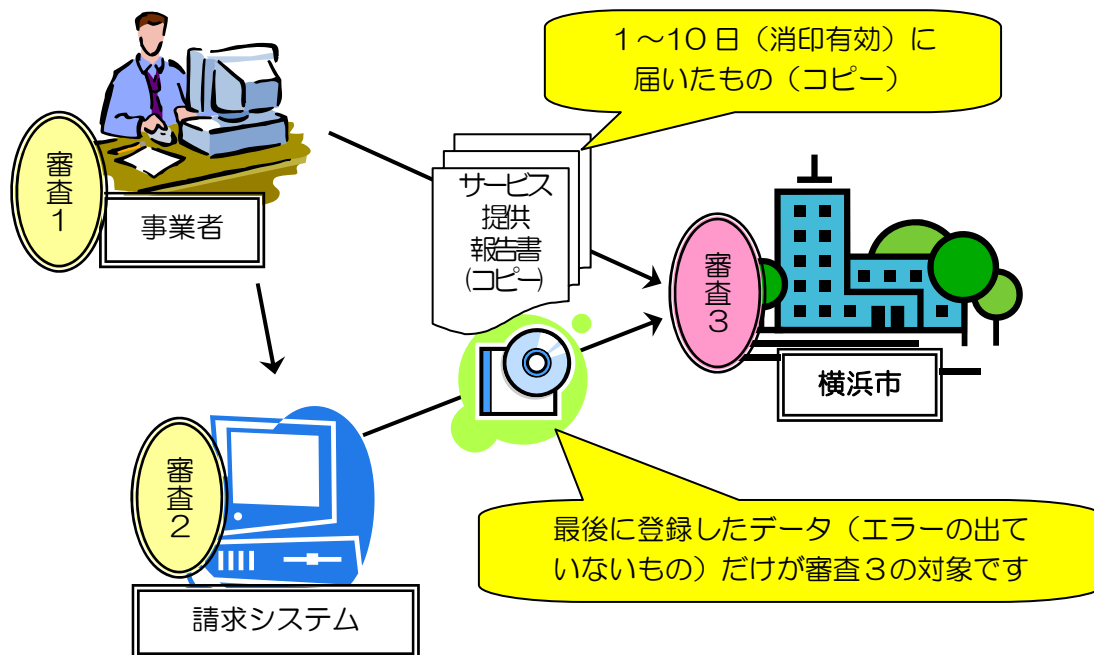 １～10 日（消印有効）に
届いたもの（コピー）
審査１
事業者
サービス
提供
報告書
(コピー)
審査３
横浜市
審査２
請求システム
最後に登録したデータ（エラーの出て
いないもの）だけが審査３の対象です